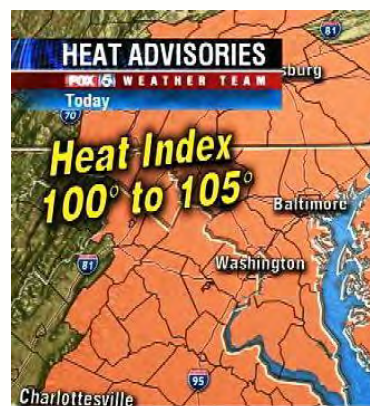 81
HEAT ADVISORIES
FOX 5 WEATHER TEAM
sburg
Today
70
Heat Index
100° to 105°
Baltimore
81
Washington
95
Charlottesville